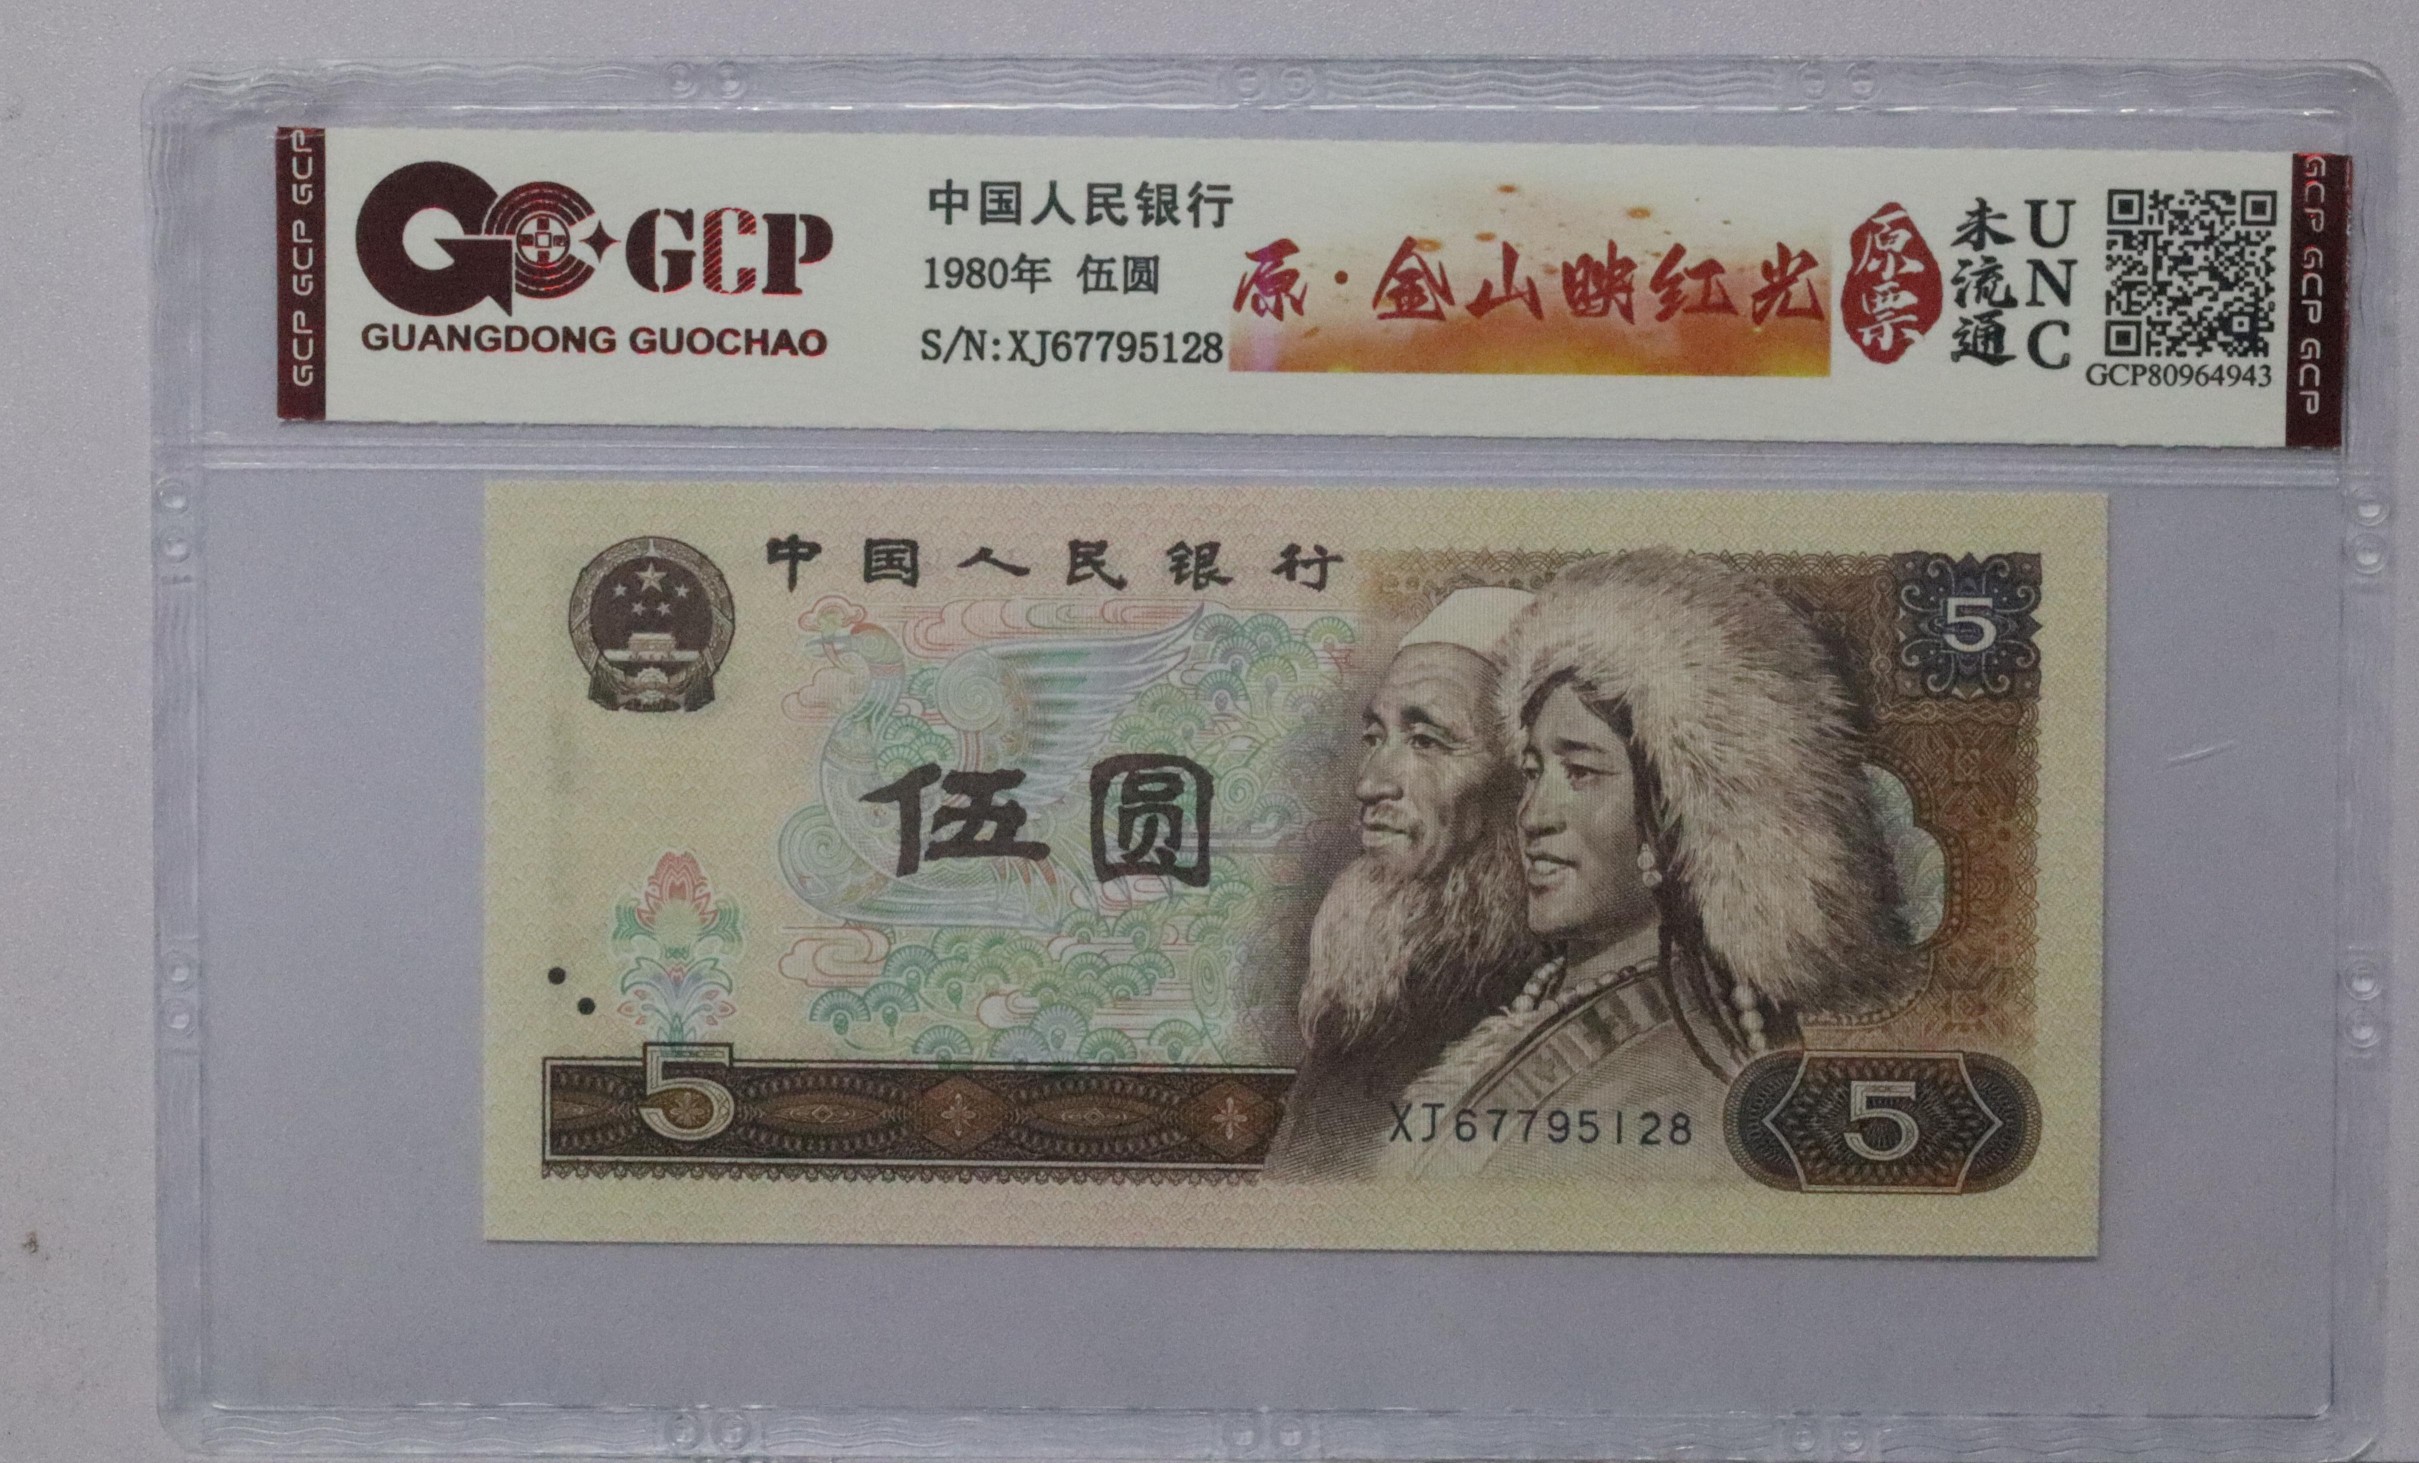 GCP GCP GCP
GCP
GUANGDONG GUOCHAO
中国人民银行
1980年 伍圆
S/N:XJ67795128
原·金山映红光
原票
未流通
UNC
GCP80964943
GCP GCP GCP
中国人民银行
5
伍圆
5
XJ67795128
5